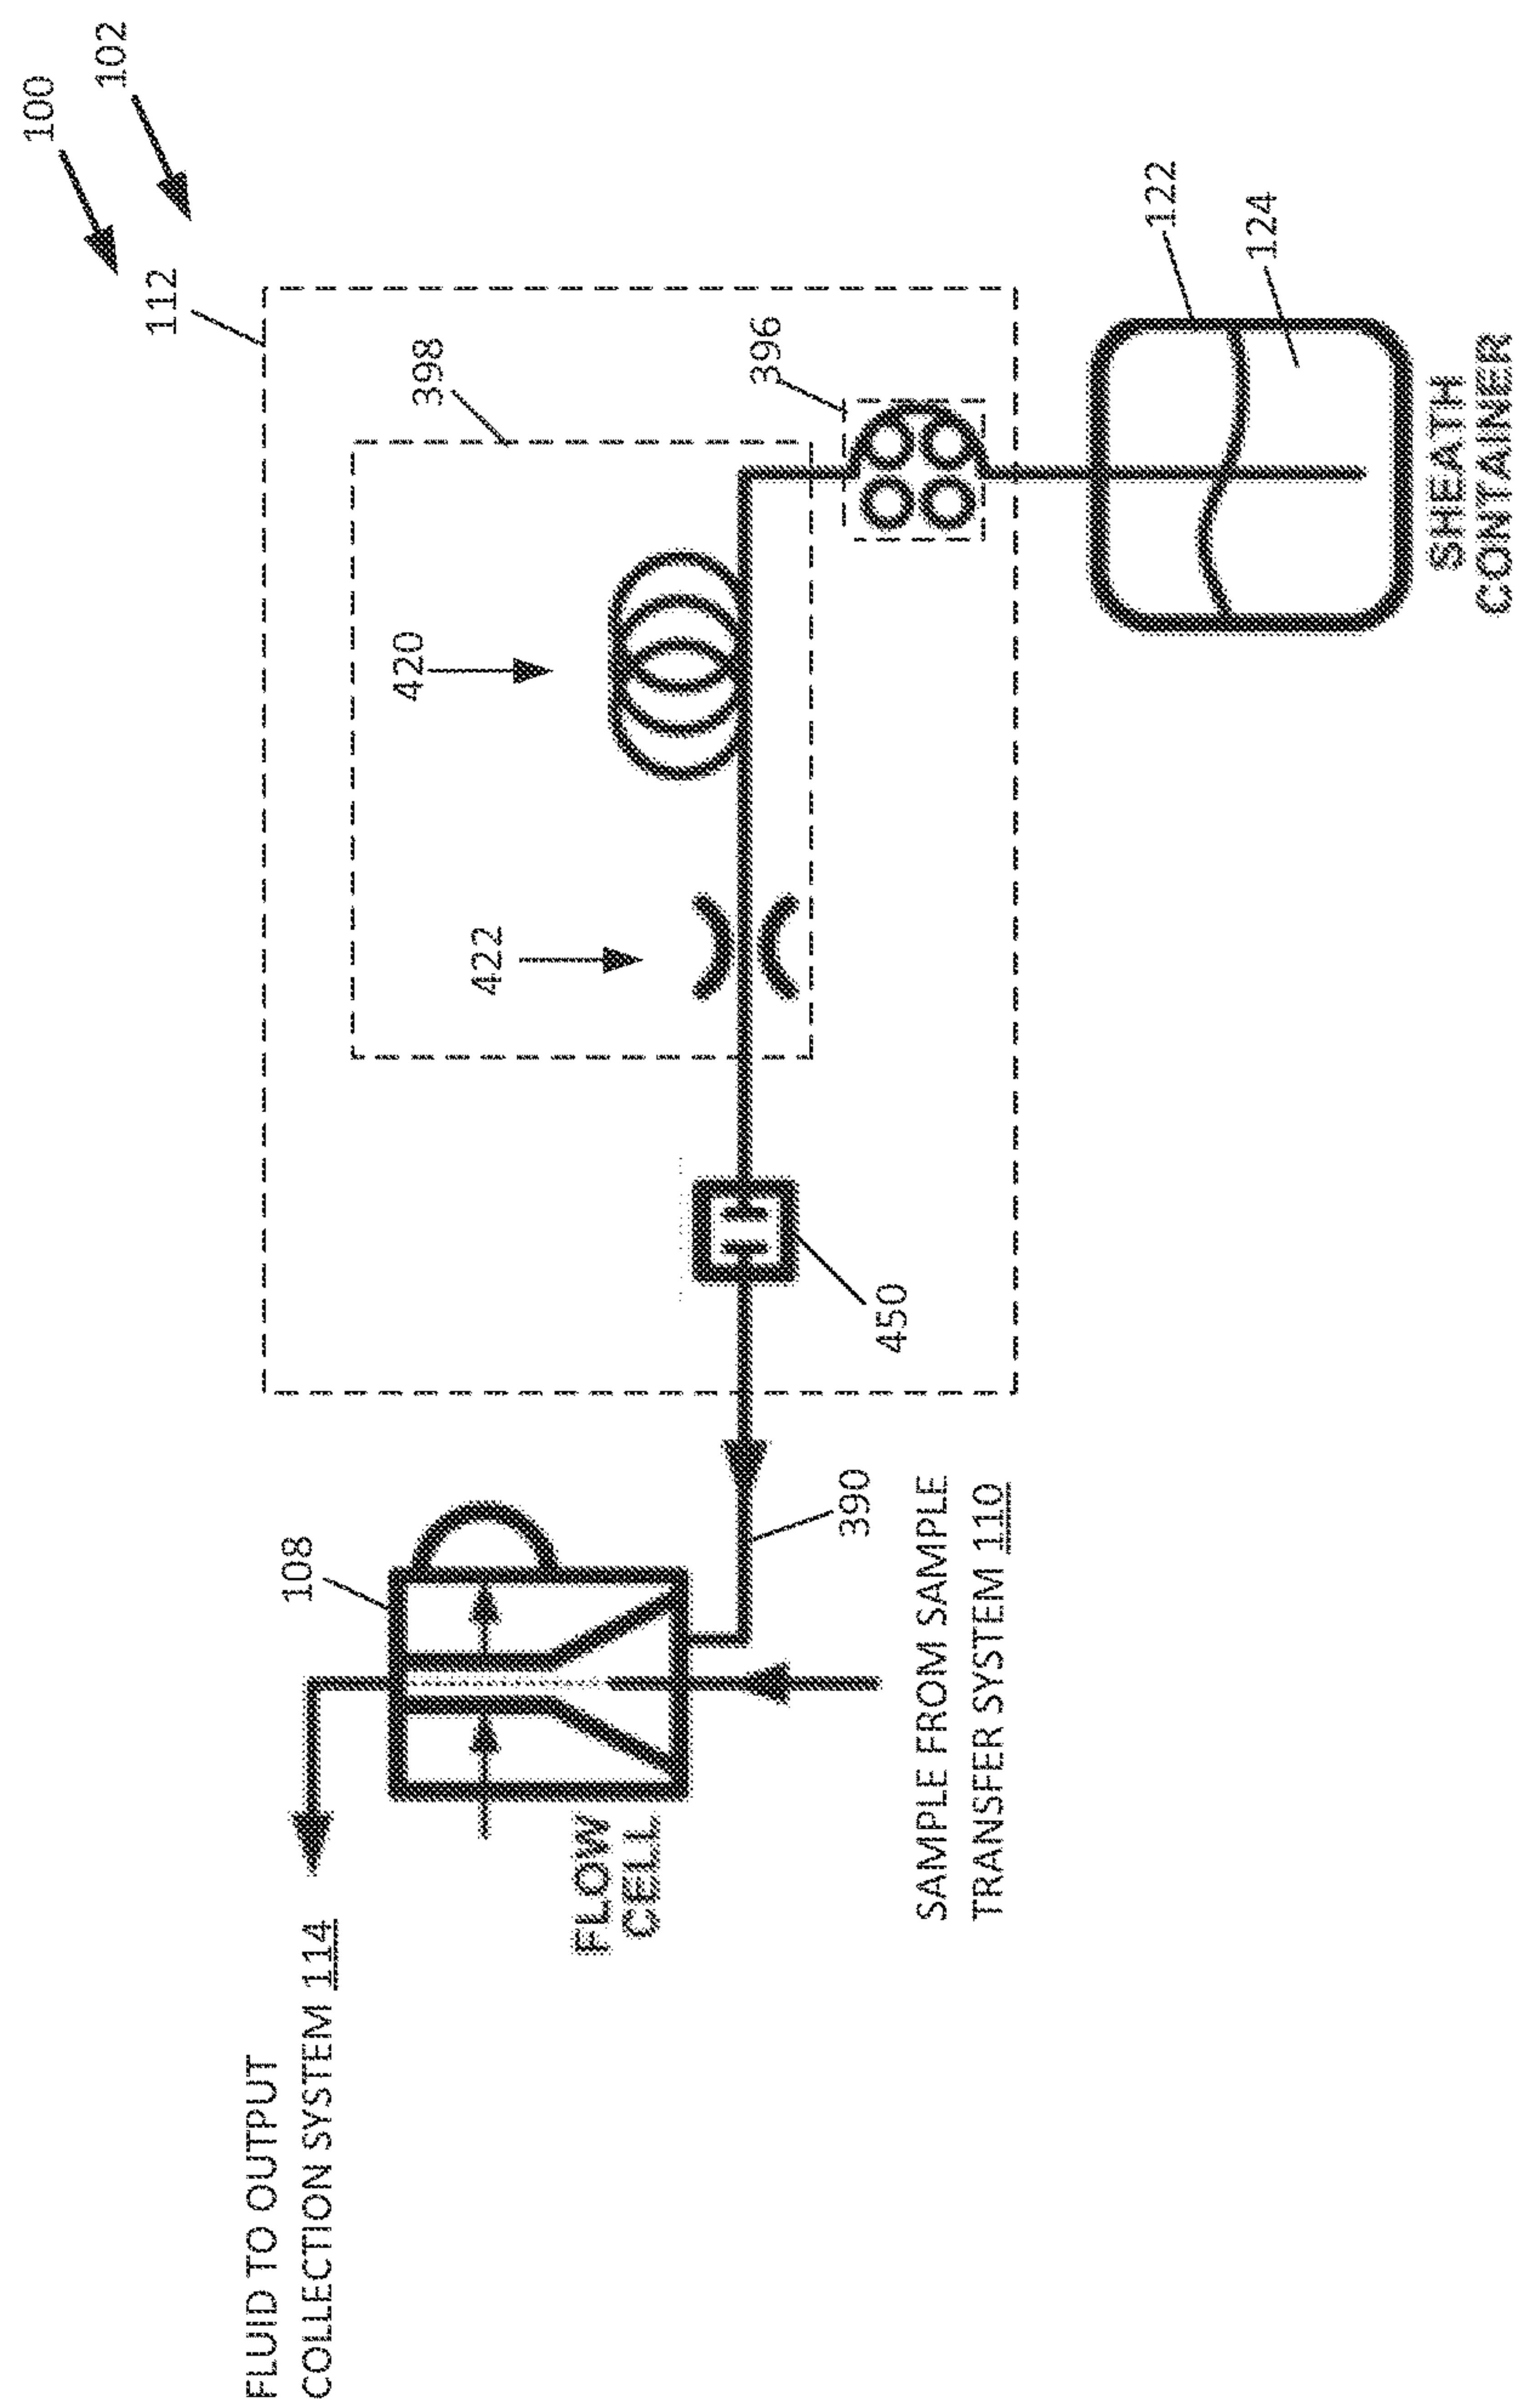 100
102
112
398
420
422
396
122
124
SHEATH
CONTAINER
450
390
108
FLOW
CELL
SAMPLE FROM SAMPLE
TRANSFER SYSTEM 110
FLUID TO OUTPUT
COLLECTION SYSTEM 114